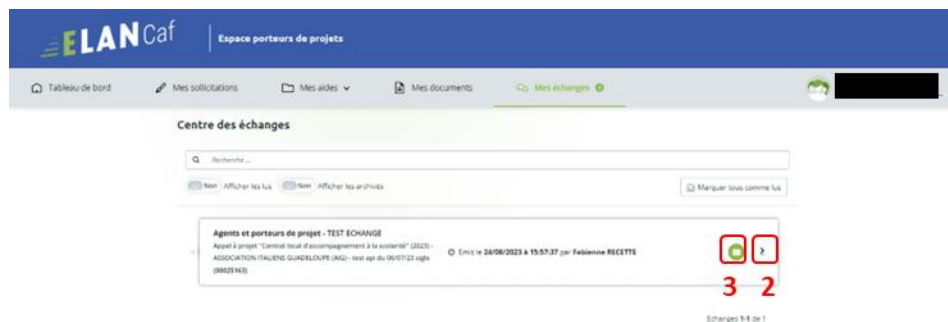 ELAN Caf
Espace porteurs de projets
Tableau de bord
Mes sollicitations
Mes aides
Mes documents
Mes échanges
Centre des échanges
Recherche ...
Non Afficher les lus Non Afficher les archivés
Marquer tous comme lus
Agents et porteurs de projet - TEST ECHANGE
Appel à projet "Contrat local d'accompagnement à la scolarité" (2023) -
ASSOCIATION ITALIENS GUADELOUPE (AIG) - test apr du 06/07/23 sigle
(00025163)
Emis le 24/08/2023 à 15:57:37 par Fabienne RECETTE
3 2
Echanges 1-1 de 1